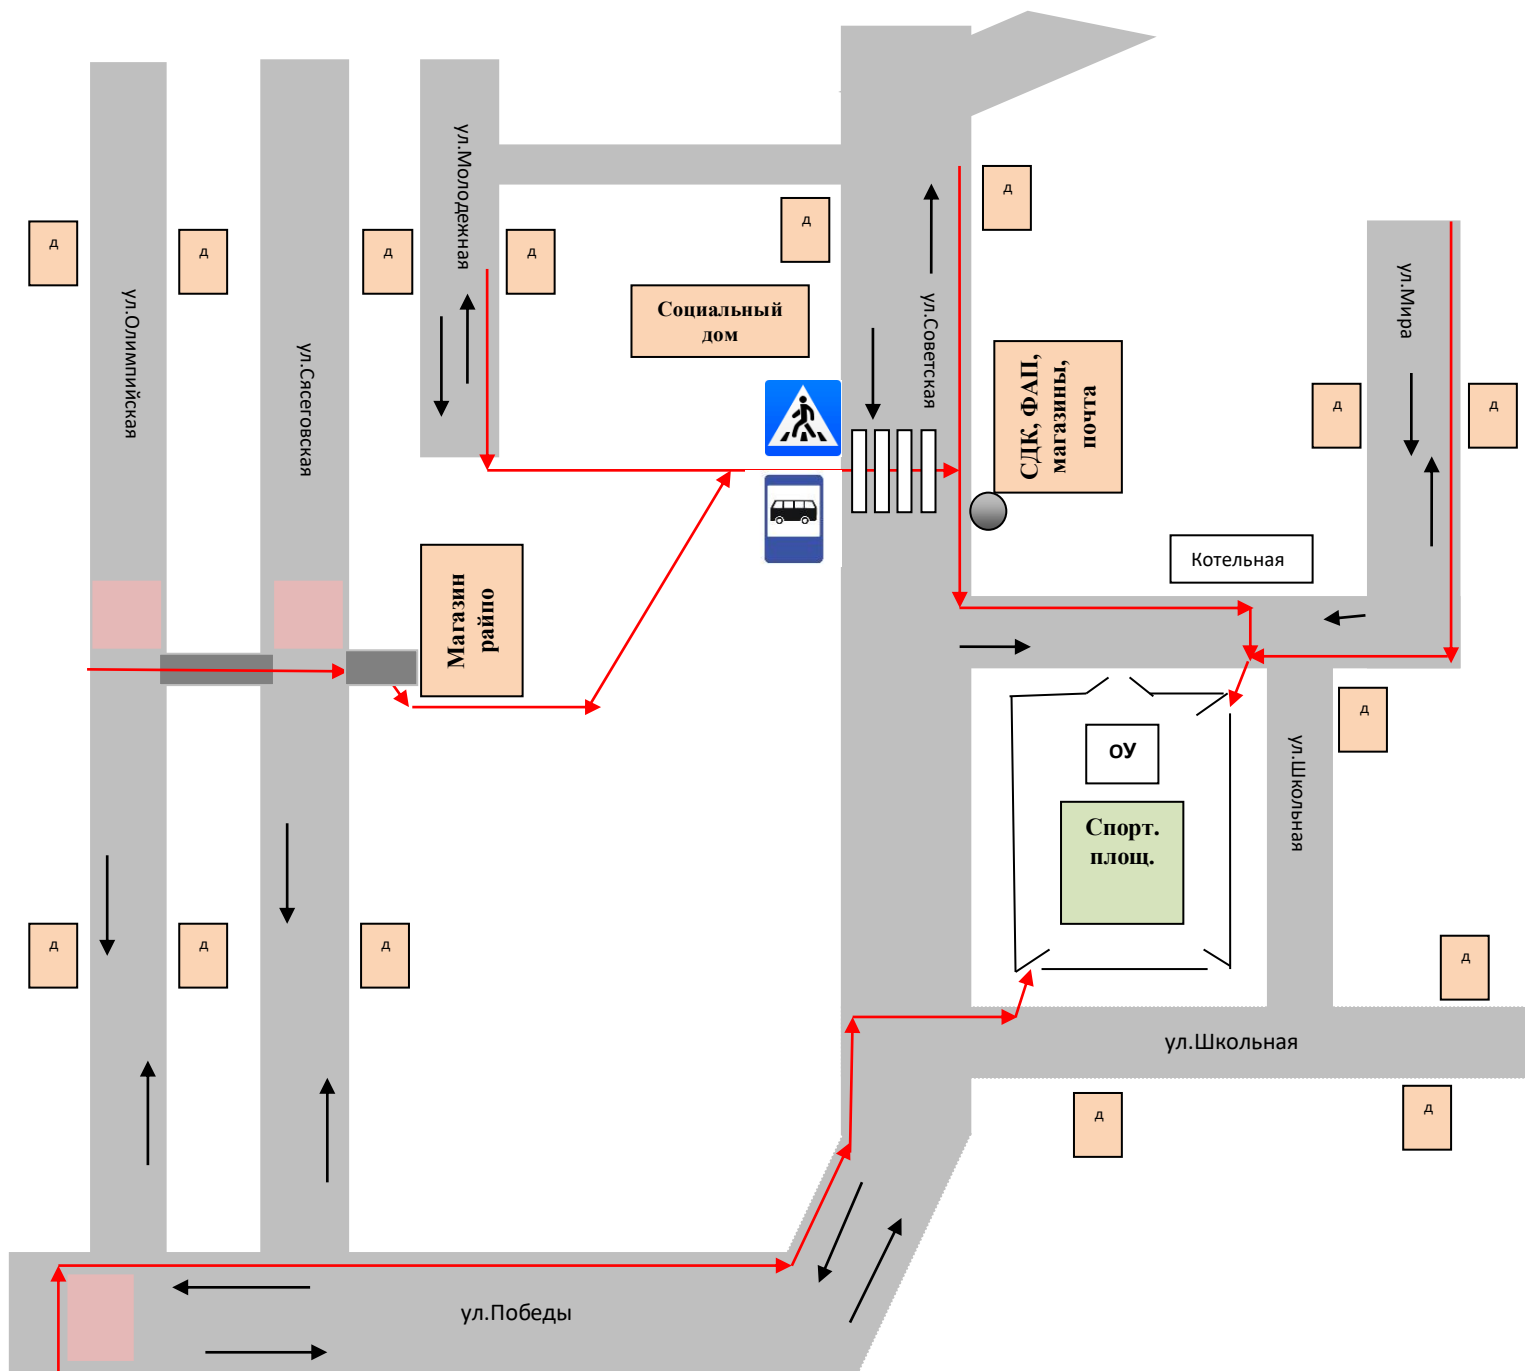 ул.Молодежная
д
д
д
д
д
д
ул.Олимпийская
ул.Сясеговская
ул.Советская
ул.Мира
Социальный
дом
СДК, ФАП,
магазины,
почта
д
д
Котельная
Магазин
райпо
д
ОУ
ул.Школьная
Спорт.
площ.
д
д
д
д
ул.Школьная
д
д
ул.Победы